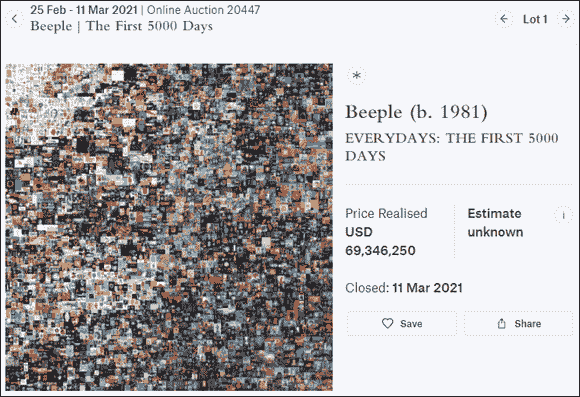 25 Feb - 11 Mar 2021 | Online Auction 20447
Beeple | The First 5000 Days
Lot 1
Beeple (b. 1981)
EVERYDAYS: THE FIRST 5000
DAYS
Price Realised
USD
69,346,250
Estimate
unknown
i
Closed: 11 Mar 2021
Save
Share